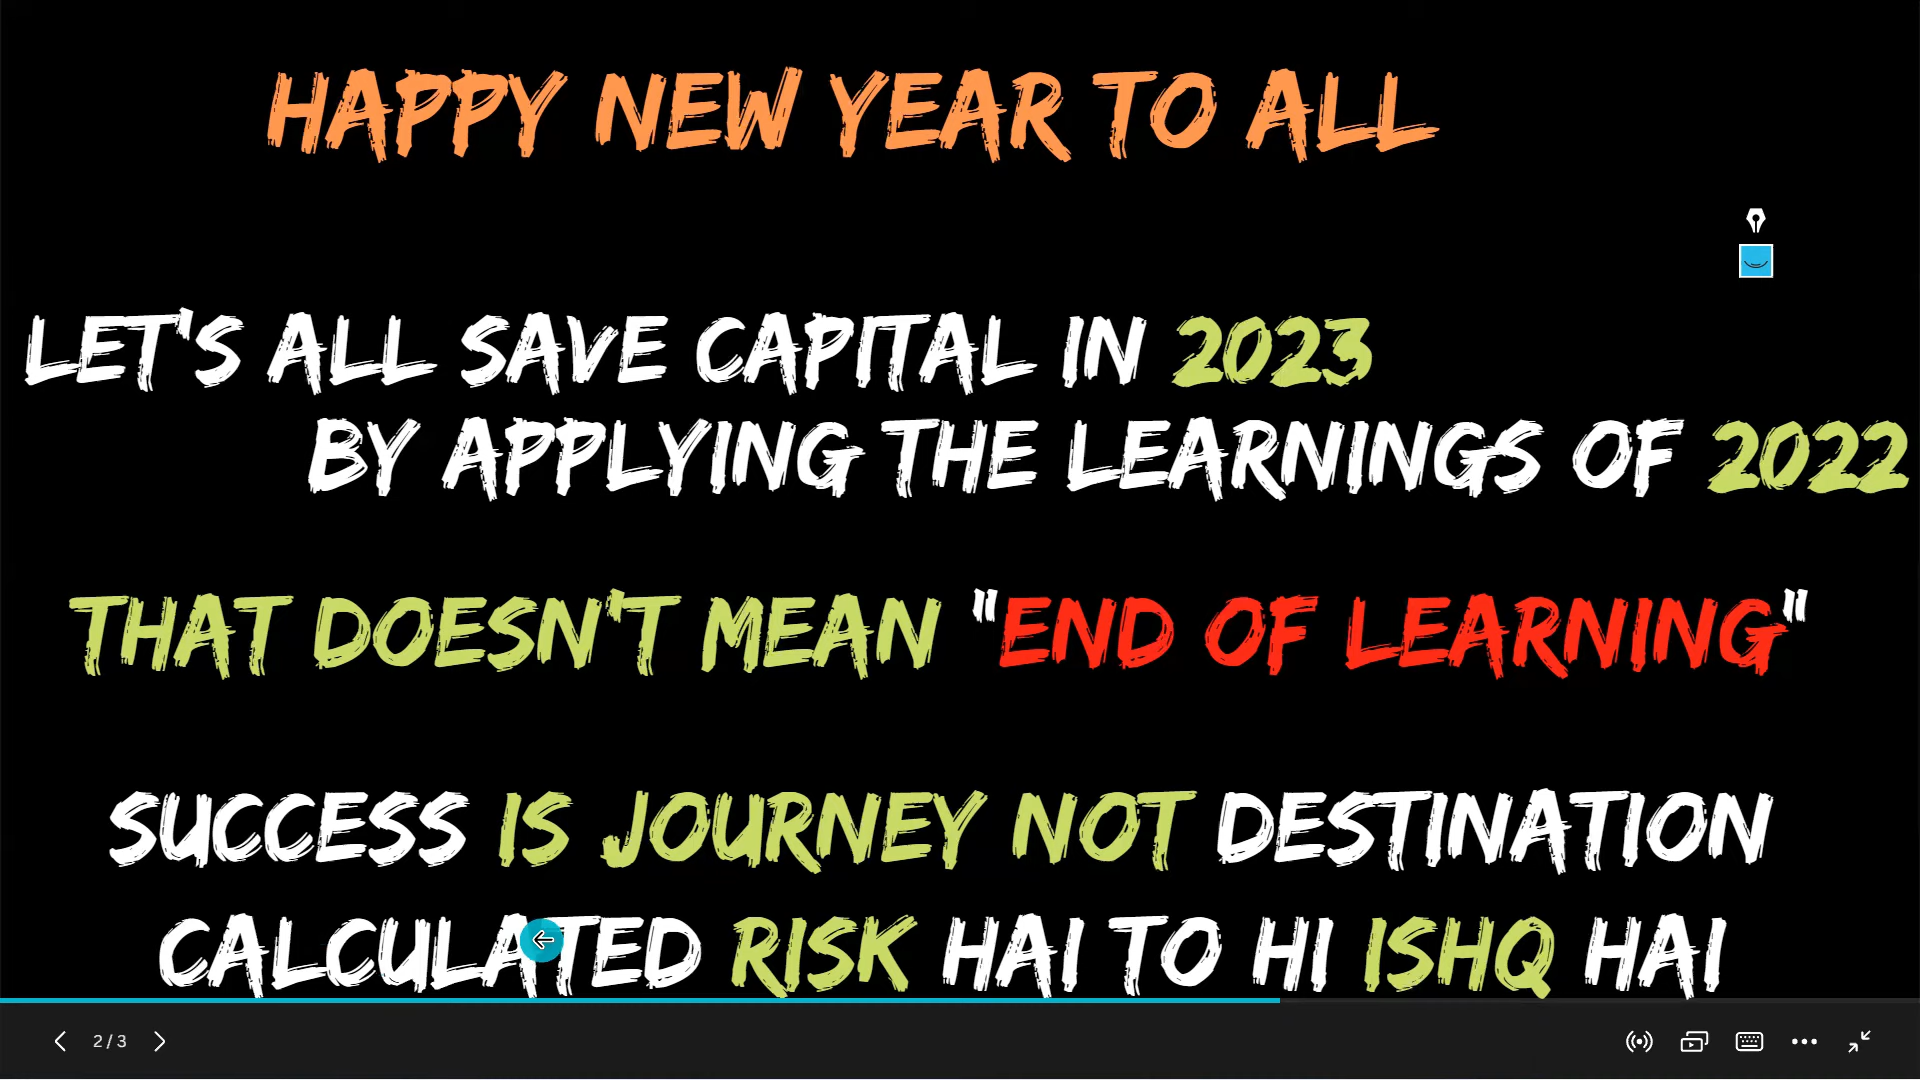 HAPPY NEW YEAR TO ALL
LET'S ALL SAVE CAPITAL IN 2023
BY APPLYING THE LEARNINGS OF 2022
THAT DOESN'T MEAN "END OF LEARNING"
SUCCESS IS JOURNEY NOT DESTINATION
CALCULATED RISK HAI TO HI ISHQ HAI
2 / 3